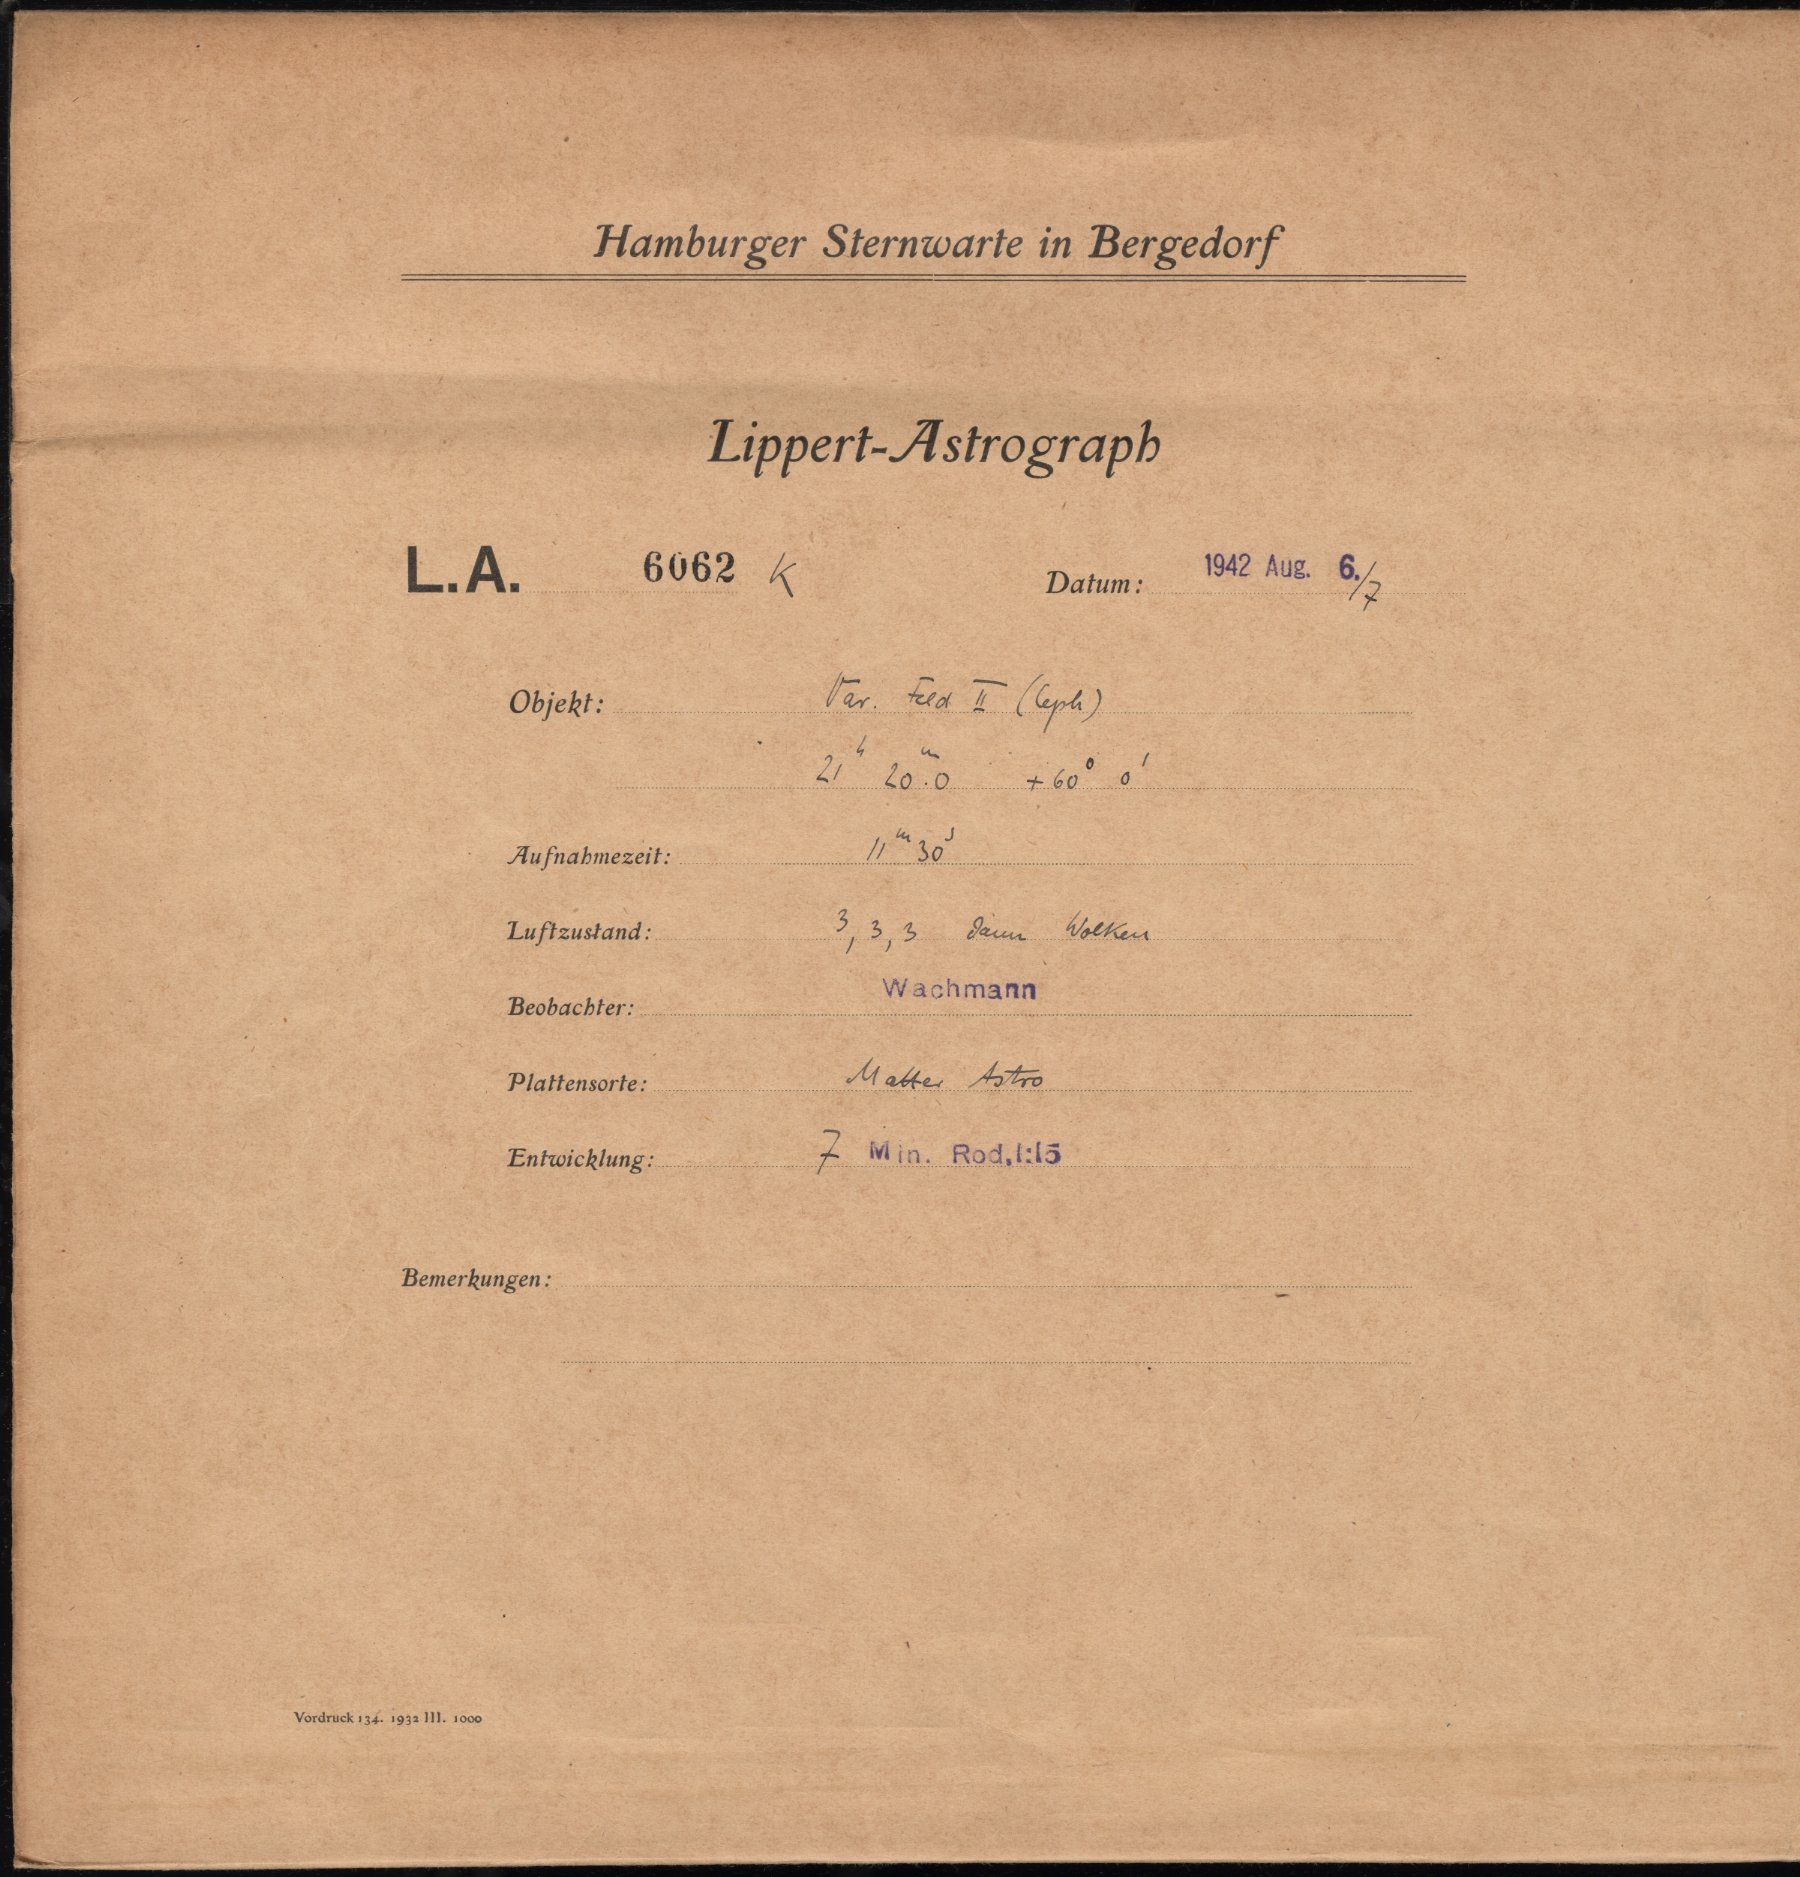 Hamburger Sternwarte in Bergedorf
Lippert-Astrograph
L.A. 6062 K Datum: 1942 Aug. 6./7
Objekt: Var. Feld II (Ceph)
21h 20m.0 +60° 0'
Aufnahmezeit: 11m 30s
Luftzustand: 3, 3, 3 dann Wolken
Beobachter: Wachmann
Plattensorte: Matter Astro
Entwicklung: 7 Min. Rod,1:15
Bemerkungen:
Vordruck 134. 1932 III. 1000